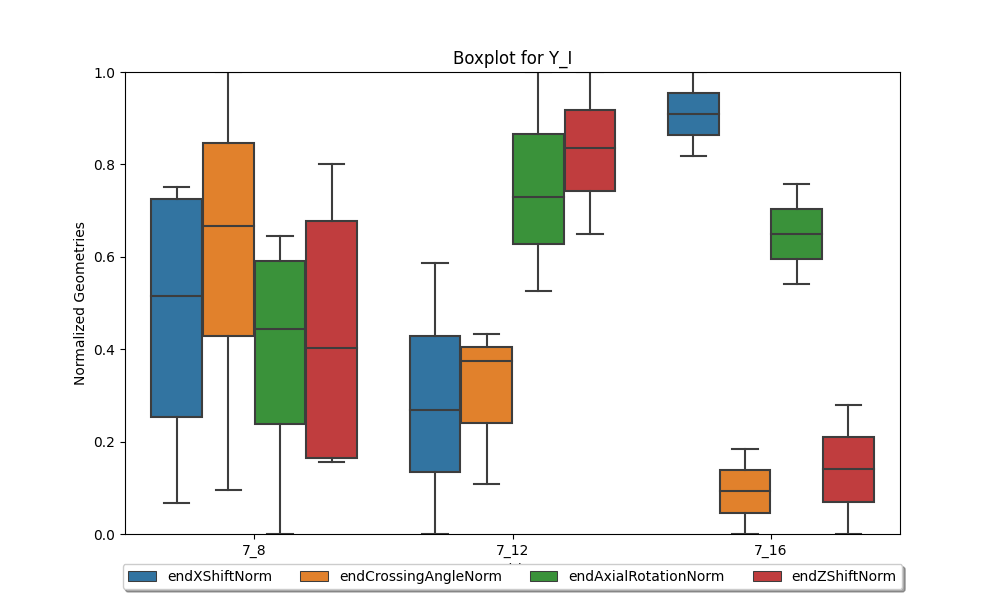 Boxplot for Y_I
1.0
0.8
0.6
0.4
0.2
0.0
Normalized Geometries
7_8 7_12 7_16
endXShiftNorm endCrossingAngleNorm endAxialRotationNorm endZShiftNorm